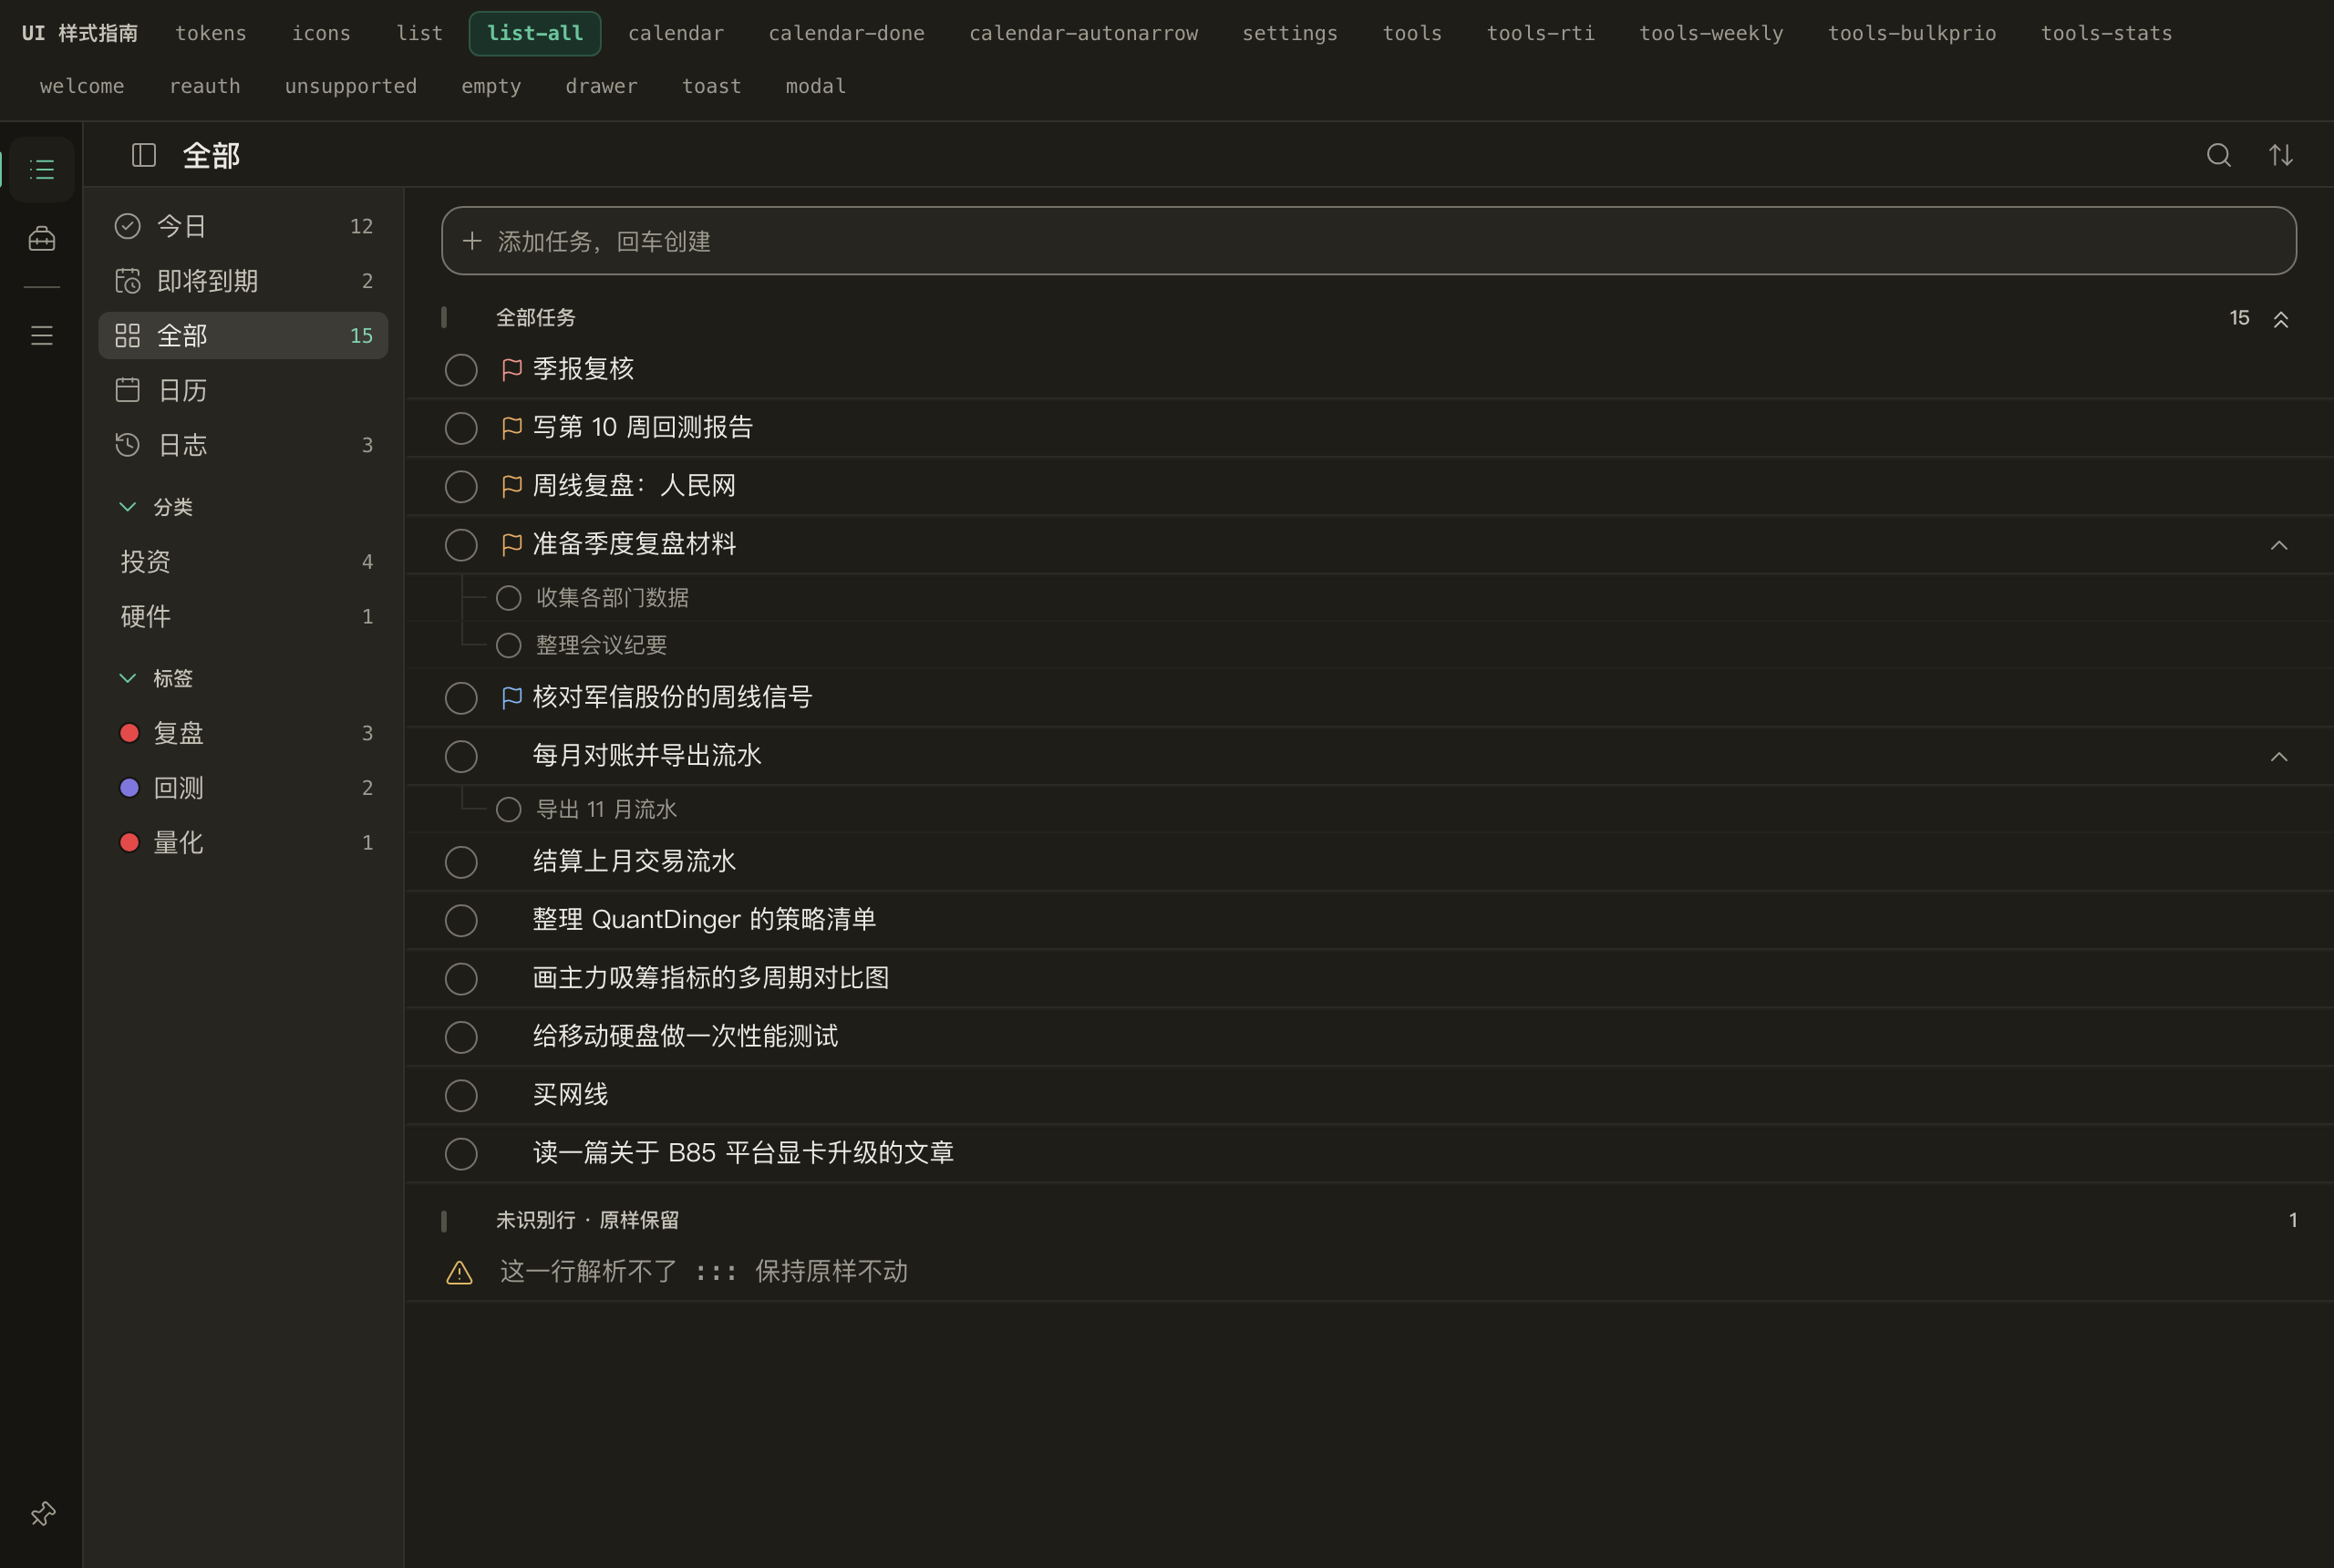 UI 样式指南 tokens icons list list-all calendar calendar-done calendar-autonarrow settings tools tools-rti tools-weekly tools-bulkprio tools-stats
welcome reauth unsupported empty drawer toast modal
全部
今日 12
即将到期 2
全部 15
日历
日志 3
分类
投资 4
硬件 1
标签
复盘 3
回测 2
量化 1
添加任务，回车创建
全部任务 15
季报复核
写第 10 周回测报告
周线复盘：人民网
准备季度复盘材料
收集各部门数据
整理会议纪要
核对军信股份的周线信号
每月对账并导出流水
导出 11 月流水
结算上月交易流水
整理 QuantDinger 的策略清单
画主力吸筹指标的多周期对比图
给移动硬盘做一次性能测试
买网线
读一篇关于 B85 平台显卡升级的文章
未识别行 · 原样保留 1
这一行解析不了 ::: 保持原样不动